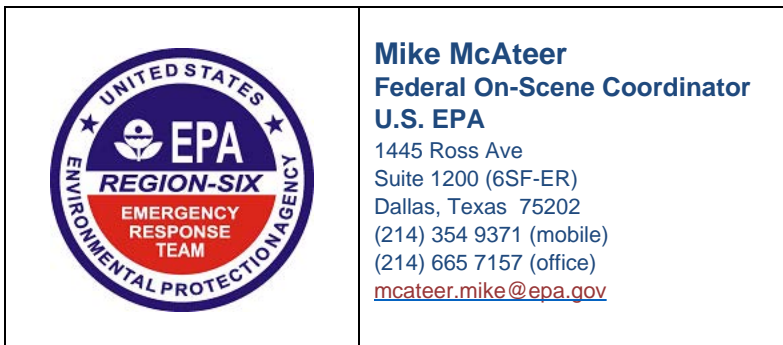 UNITED STATES
EPA
REGION-SIX
EMERGENCY
RESPONSE
TEAM
ENVIRONMENTAL PROTECTIONAGENCY
Mike McAteer
Federal On-Scene Coordinator
U.S. EPA
1445 Ross Ave
Suite 1200 (6SF-ER)
Dallas, Texas 75202
(214) 354 9371 (mobile)
(214) 665 7157 (office)
mcateer.mike@epa.gov